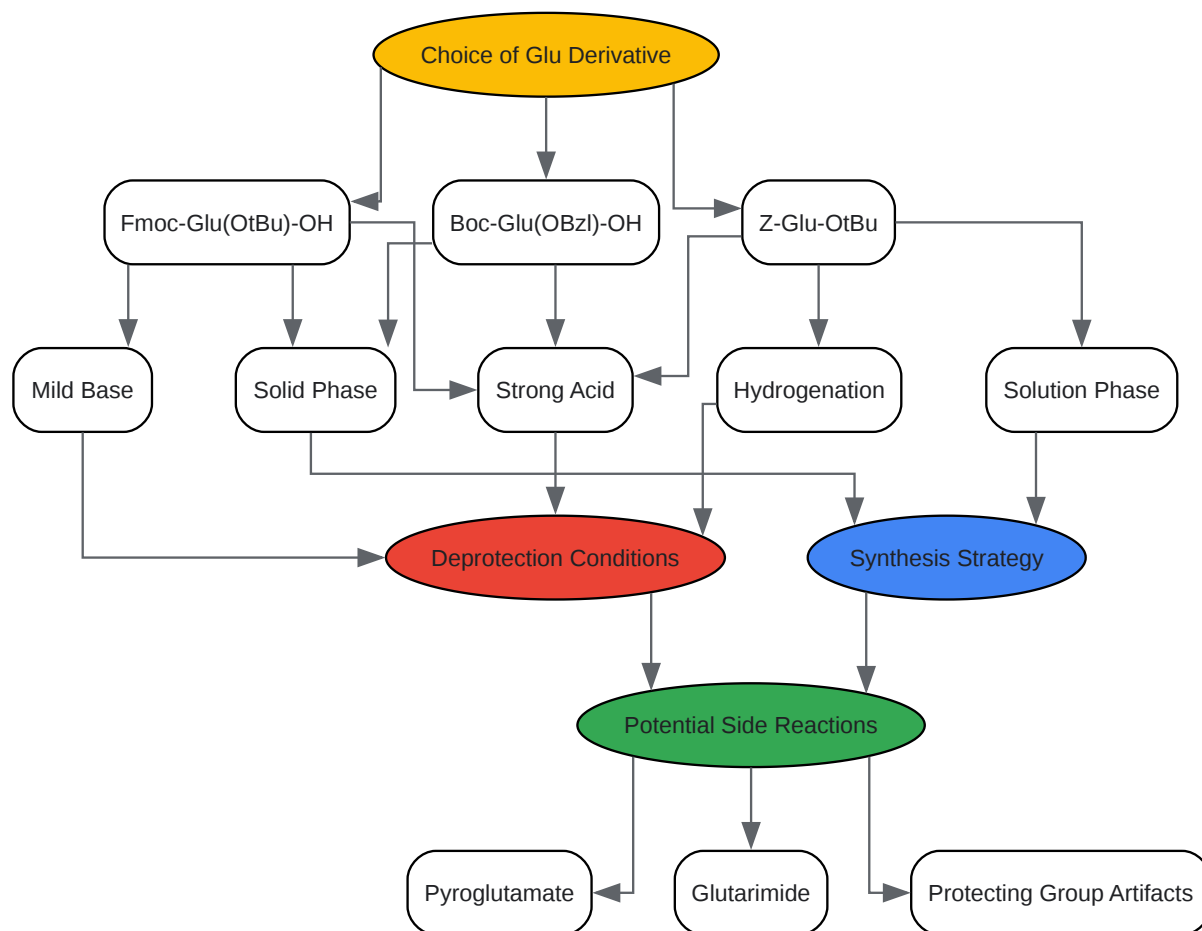 Choice of Glu Derivative
Fmoc-Glu(OtBu)-OH
Boc-Glu(OBzl)-OH
Z-Glu-OtBu
Mild Base
Solid Phase
Strong Acid
Hydrogenation
Solution Phase
Deprotection Conditions
Synthesis Strategy
Potential Side Reactions
Pyroglutamate
Glutarimide
Protecting Group Artifacts